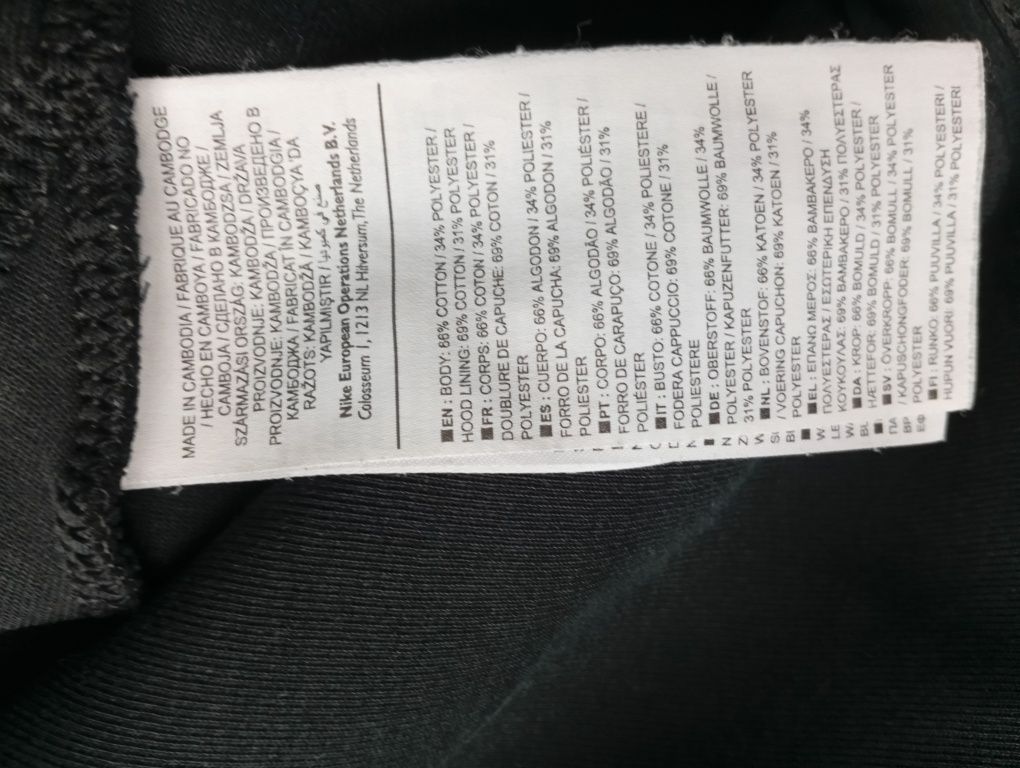 MADE IN CAMBODIA / FABRIQUE AU CAMBODGE
/ HECHO EN CAMBOYA / FABRICADO NO
CAMBOJA / СДЕЛАНО В КАМБОДЖЕ /
SZÁRMAZÁSI ORSZÁG: KAMBODZSA / ZEMLJA
PROIZVODNJE: KAMBODŽA / DRŽAVA
PROIZVODNJE: KAMBODŽA / ПРОИЗВЕДЕНО В
КАМБОДЖА / FABRICAT ÎN CAMBODGIA /
RAŽOTS: KAMBODŽA / KAMBOÇYA'DA
YAPILMIŞTIR / صنع في كمبوديا
Nike European Operations Netherlands B.V.
Colosseum 1, 1213 NL Hilversum, The Netherlands
EN : BODY: 66% COTTON / 34% POLYESTER /
HOOD LINING: 69% COTTON / 31% POLYESTER
FR : CORPS: 66% COTON / 34% POLYESTER /
DOUBLURE DE CAPUCHE: 69% COTON / 31%
POLYESTER
ES : CUERPO: 66% ALGODON / 34% POLIESTER /
FORRO DE LA CAPUCHA: 69% ALGODON / 31%
POLIESTER
PT : CORPO: 66% ALGODÃO / 34% POLIÉSTER /
FORRO DE CARAPUÇO: 69% ALGODÃO / 31%
POLIÉSTER
IT : BUSTO: 66% COTONE / 34% POLIESTERE /
FODERA CAPPUCCIO: 69% COTONE / 31%
POLIESTERE
DE : OBERSTOFF: 66% BAUMWOLLE / 34%
POLYESTER / KAPUZENFUTTER: 69% BAUMWOLLE /
31% POLYESTER
NL : BOVENSTOF: 66% KATOEN / 34% POLYESTER
/ VOERING CAPUCHON: 69% KATOEN / 31%
POLYESTER
EL : ΕΠΑΝΩ ΜΕΡΟΣ: 66% ΒΑΜΒΑΚΕΡΟ / 34%
ΠΟΛΥΕΣΤΕΡΑΣ / ΕΣΩΤΕΡΙΚΗ ΕΠΕΝΔΥΣΗ
ΚΟΥΚΟΥΛΑΣ: 69% ΒΑΜΒΑΚΕΡΟ / 31% ΠΟΛΥΕΣΤΕΡΑΣ
DA : KROP: 66% BOMULD / 34% POLYESTER /
HÆTTEFOR: 69% BOMULD / 31% POLYESTER
SV : ÖVERKROPP: 66% BOMULL / 34% POLYESTER
/ KAPUSCHONGFODER: 69% BOMULL / 31%
POLYESTER
FI : RUNKO: 66% PUUVILLA / 34% POLYESTERI /
HUPUN VUORI: 69% PUUVILLA / 31% POLYESTERI